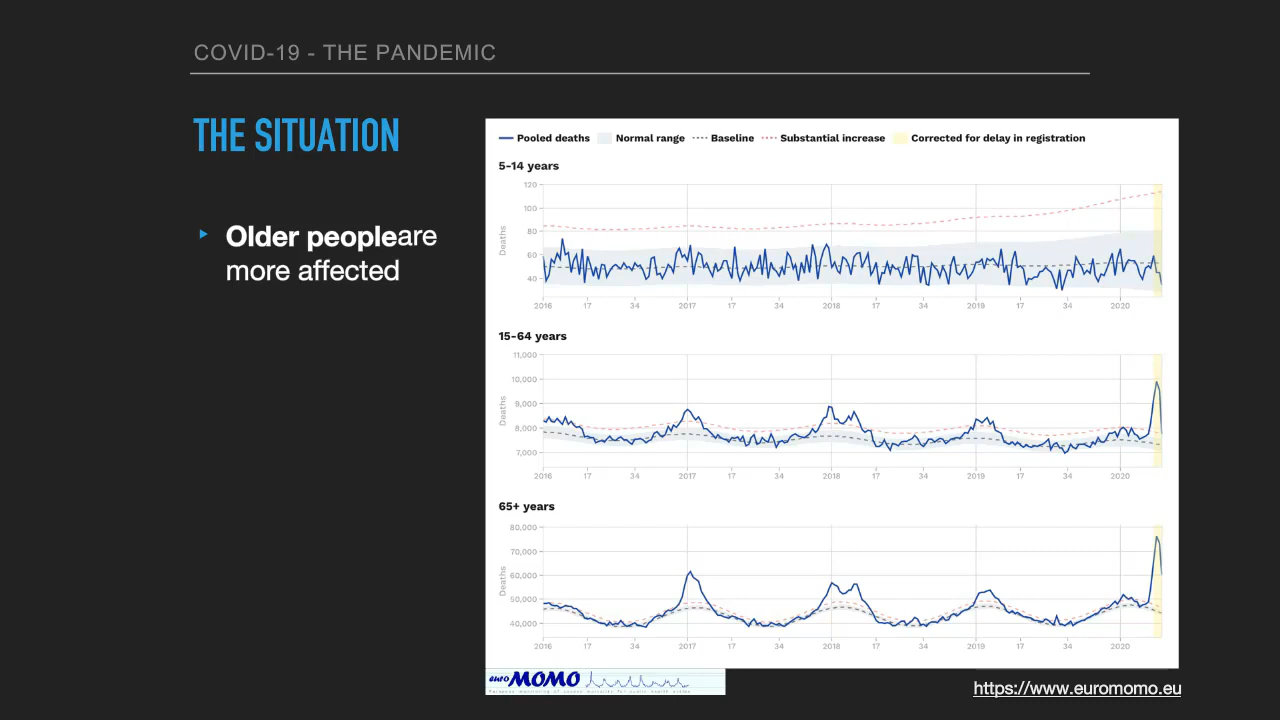 COVID-19 - THE PANDEMIC
THE SITUATION
Older people are
more affected
Pooled deaths Normal range Baseline Substantial increase Corrected for delay in registration
5-14 years
120
100
80
60
40
Deaths
2016 17 34 2017 17 34 2018 17 34 2019 17 34 2020
15-64 years
11,000
10,000
9,000
8,000
7,000
Deaths
2016 17 34 2017 17 34 2018 17 34 2019 17 34 2020
65+ years
80,000
70,000
60,000
50,000
40,000
Deaths
2016 17 34 2017 17 34 2018 17 34 2019 17 34 2020
euro MOMO
https://www.euromomo.eu